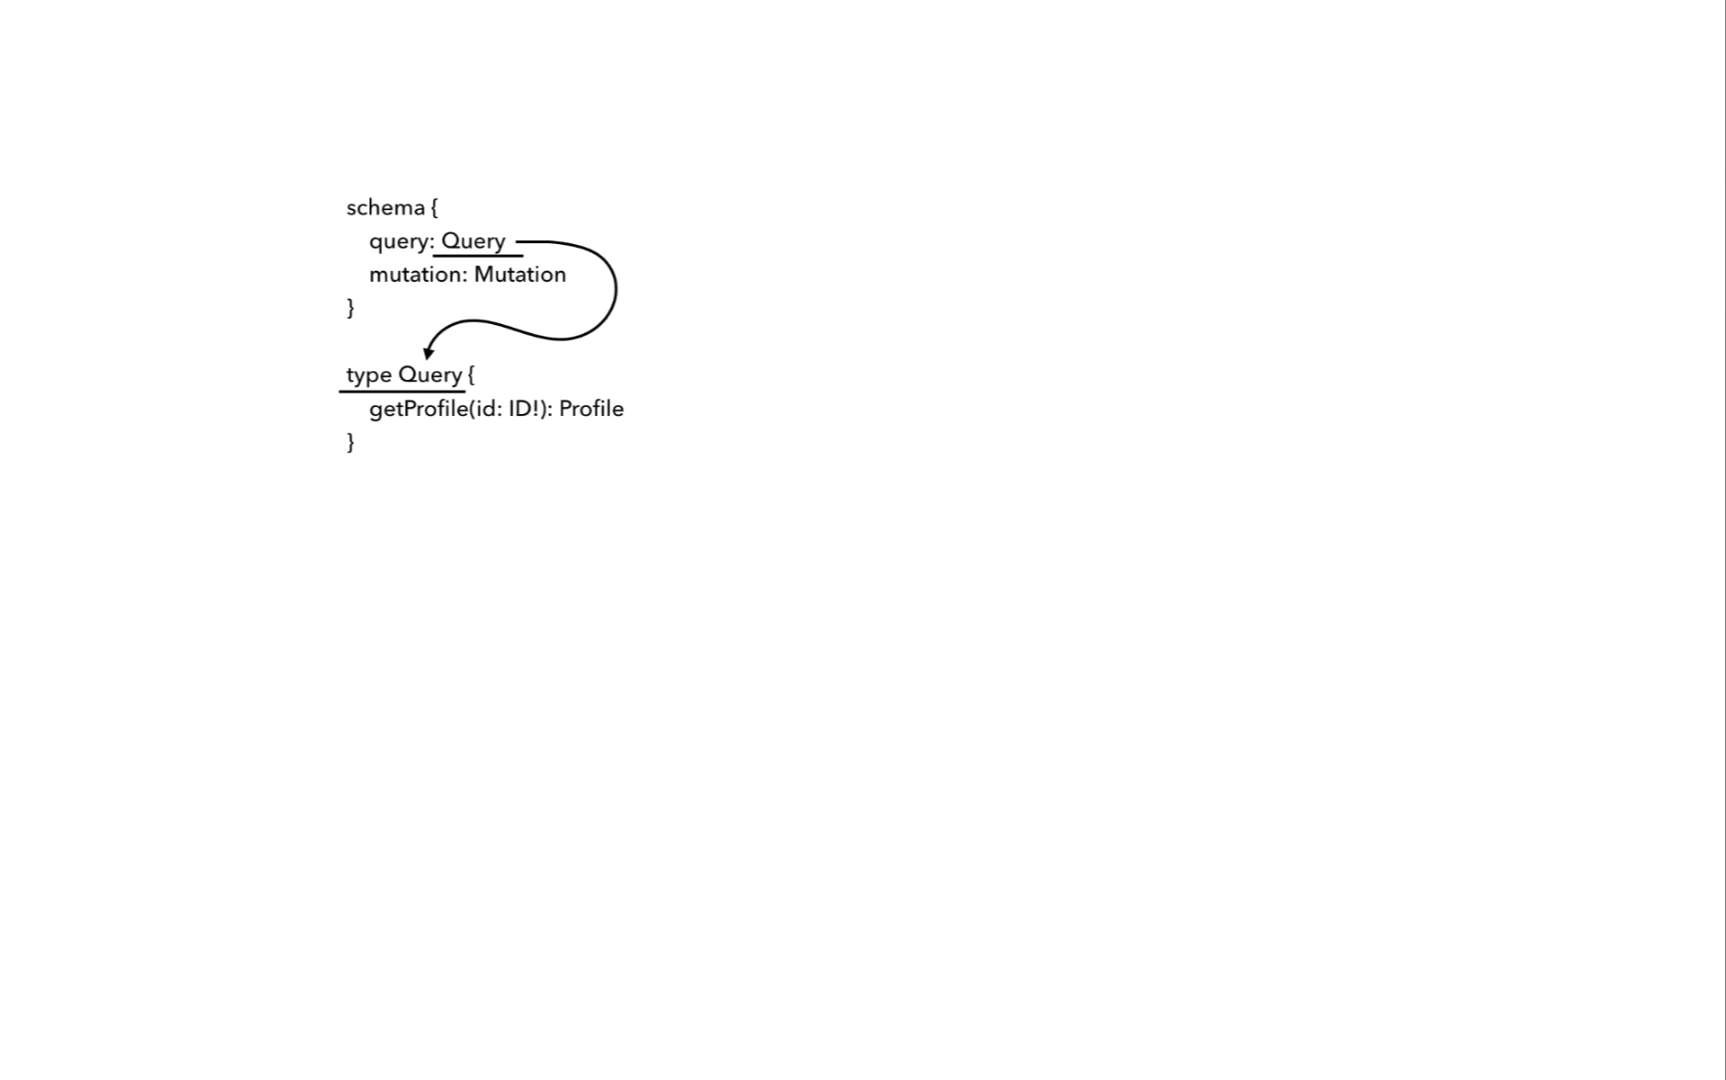 schema {
query: Query
mutation: Mutation
}
type Query {
getProfile(id: ID!): Profile
}